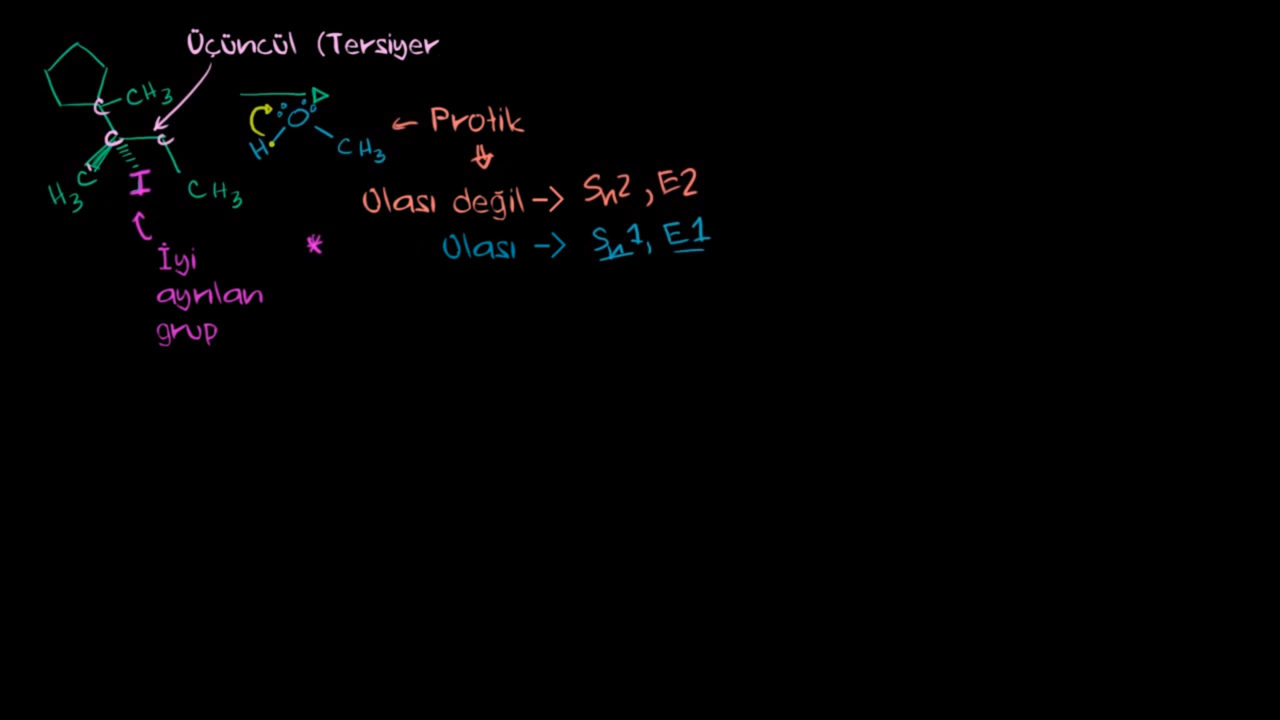 Üçüncül (Tersiyer
C CH3
C C
H3C I CH3
H O CH3
← Protik
Olası değil -> Sn2, E2
Olası -> Sn1, E1
*
İyi
ayrılan
grup